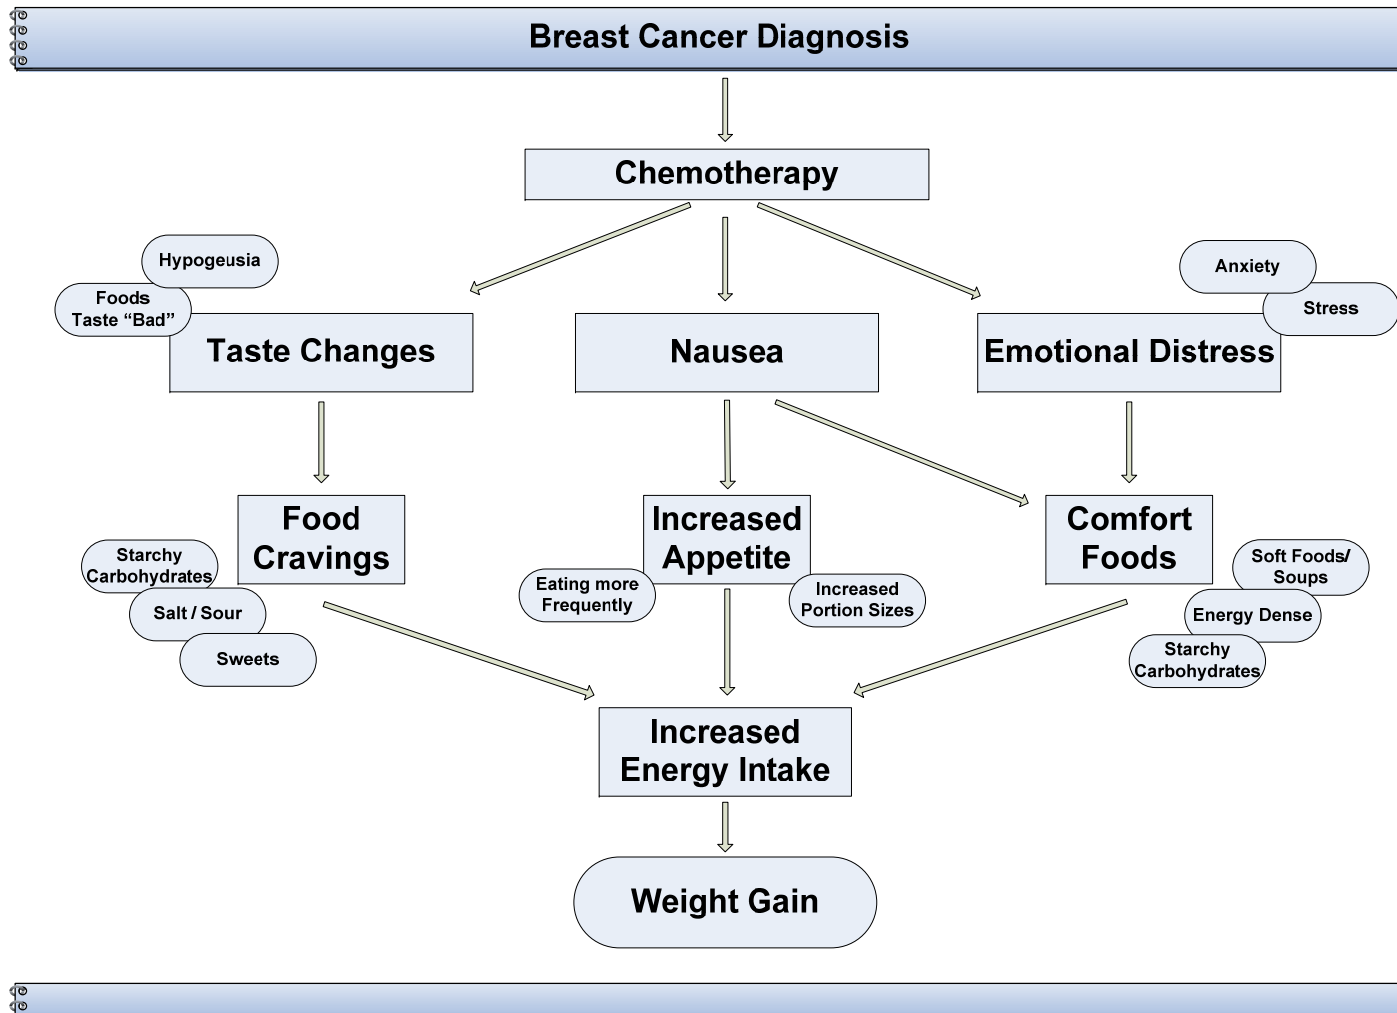 Breast Cancer Diagnosis
Chemotherapy
Hypogeusia
Foods
Taste “Bad”
Taste Changes
Nausea
Anxiety
Stress
Emotional Distress
Food
Cravings
Starchy
Carbohydrates
Salt / Sour
Sweets
Increased
Appetite
Eating more
Frequently
Increased
Portion Sizes
Comfort
Foods
Soft Foods/
Soups
Energy Dense
Starchy
Carbohydrates
Increased
Energy Intake
Weight Gain